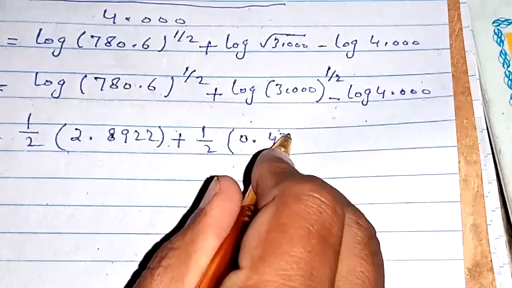 4.000
= log (780.6)^1/2 + log √3.000 - log 4.000
= log (780.6)^1/2 + log (3.000)^1/2 - log 4.000
1/2 (2.8922) + 1/2 (0.4